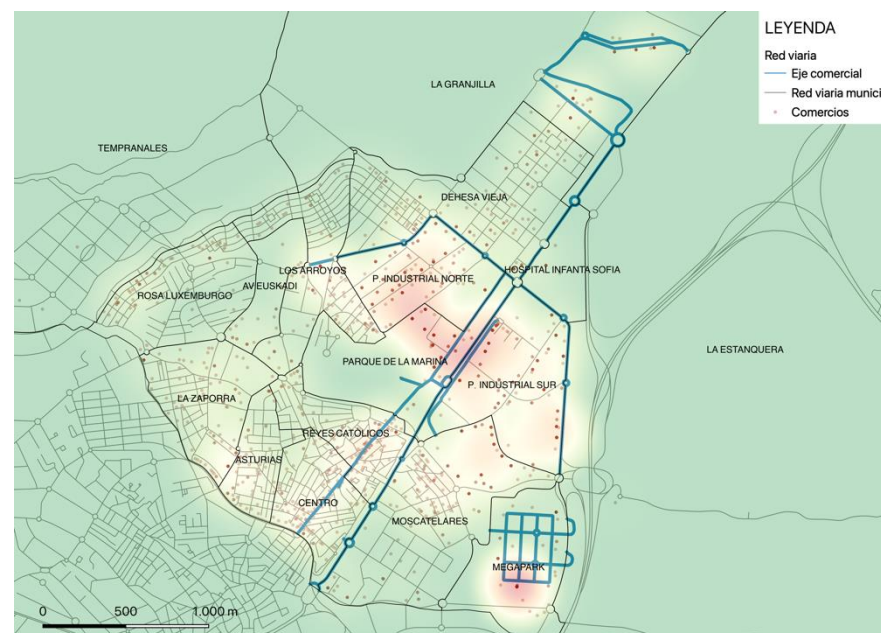 LEYENDA
Red viaria
Eje comercial
Red viaria munici
Comercios
LA GRANJILLA
TEMPRANALES
DEHESA VIEJA
LOS ARROYOS
P. INDUSTRIAL NORTE
HOSPITAL INFANTA SOFIA
AV EUSKADI
ROSA LUXEMBURGO
PARQUE DE LA MARINA
LA ESTANQUERA
P. INDUSTRIAL SUR
LA ZAPORRA
REYES CATÓLICOS
ASTURIAS
CENTRO
MOSCATELARES
MEGAPARK
0 500 1.000 m